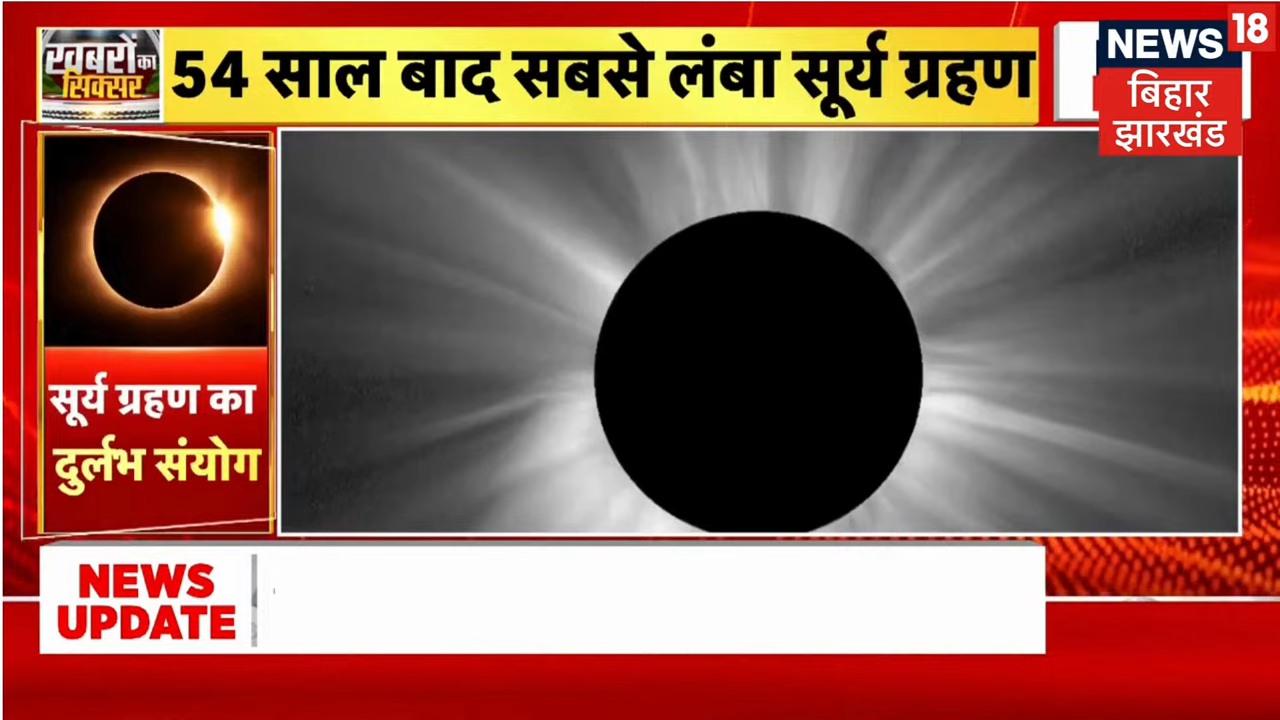 खबरों का
सिक्सर
54 साल बाद सबसे लंबा सूर्य ग्रहण
NEWS 18
बिहार
झारखंड
सूर्य ग्रहण का
दुर्लभ संयोग
NEWS
UPDATE